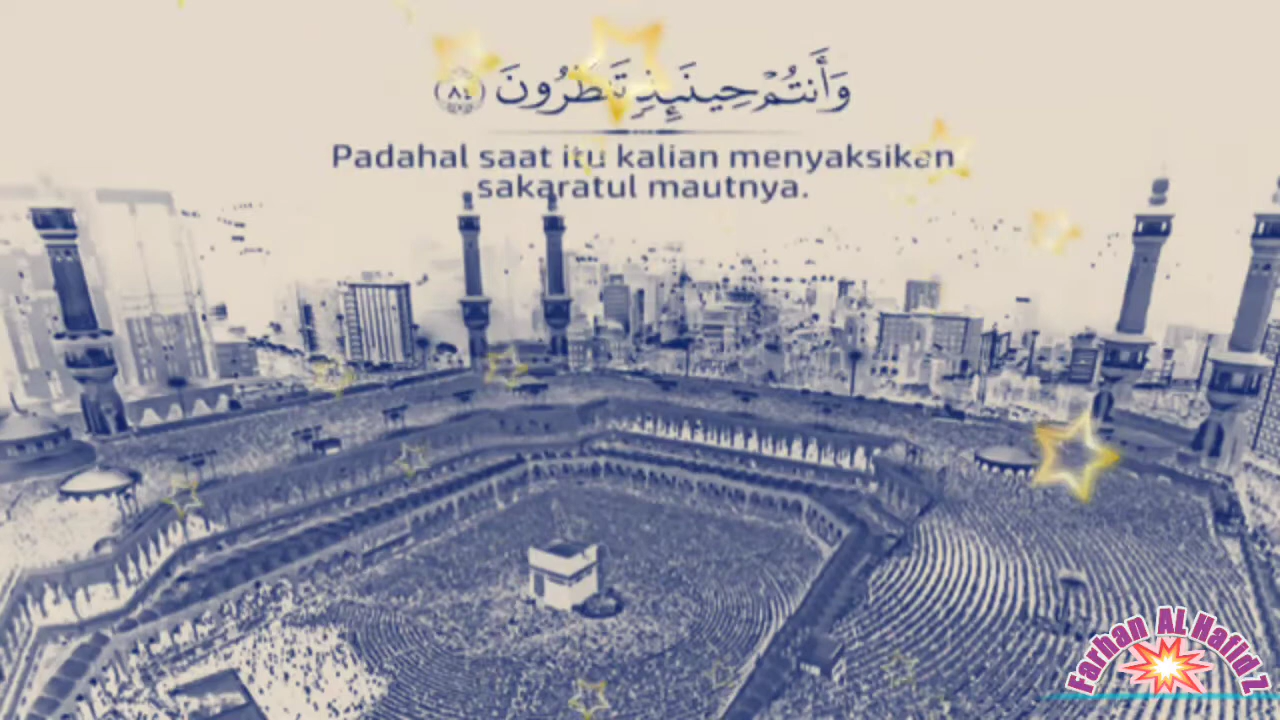 وَأَنتُمْ حِينَئِذٍ تَنظُرُونَ ٨٤
Padahal saat itu kalian menyaksikan
sakaratul mautnya.
Farhan AL Hafidz